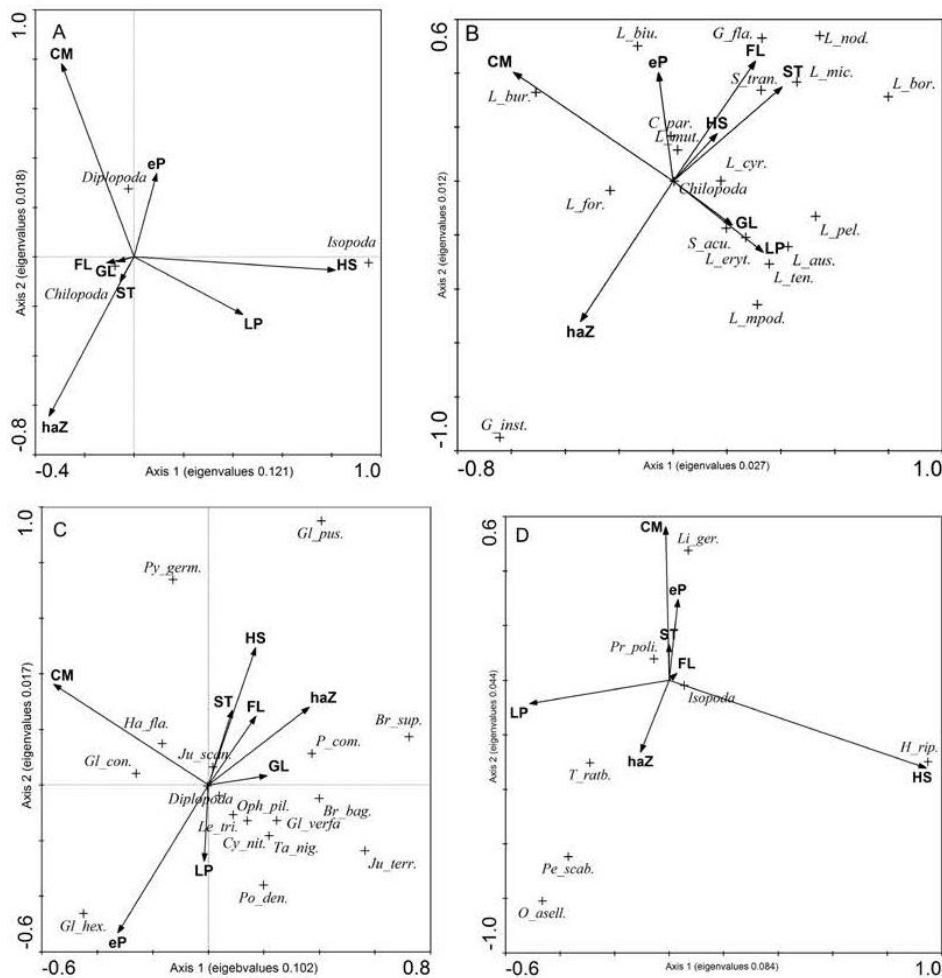 A
1.0
CM
eP
Diplopoda
Isopoda
FL
GL
HS
Chilopoda
ST
LP
haZ
Axis 2 (eigenvalues 0.018)
-0.8
-0.4
Axis 1 (eigenvalues 0.121)
1.0
B
0.6
L_biu.
G_fla.
L_nod.
CM
eP
FL
ST
L_mic.
S_tran.
L_bur.
L_bor.
C_par.
HS
L_mut.
L_cyr.
Chilopoda
L_for.
GL
L_pel.
S_acu.
LP
L_aus.
L_eryt.
L_ten.
L_mpod.
haZ
G_inst.
Axis 2 (eigenvalues 0.012)
-1.0
-0.8
Axis 1 (eigenvalues 0.027)
1.0
C
1.0
Gl_pus.
Py_germ.
HS
CM
ST
FL
haZ
Ha_fla.
Br_sup.
Ju_scan.
P_com.
Gl_con.
GL
Diplopoda
Oph_pil.
Br_bag.
Le_tri.
Gl_verfa
Cy_nit.
Ta_nig.
LP
Ju_terr.
Po_den.
Gl_hex.
eP
Axis 2 (eigenvalues 0.017)
-0.6
-0.6
Axis 1 (eigebvalues 0.102)
0.8
D
0.6
CM
Li_ger.
eP
ST
Pr_poli.
FL
Isopoda
LP
H_rip.
haZ
HS
T_ratb.
Pe_scab.
O_asell.
Axis 2 (eigenvalues 0.044)
-1.0
-0.6
Axis 1 (eigenvalues 0.084)
1.0